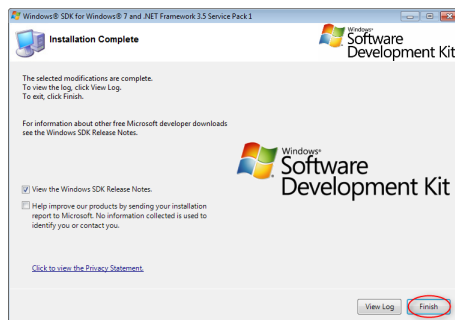 Windows® SDK for Windows® 7 and .NET Framework 3.5 Service Pack 1
Installation Complete
Windows®
Software
Development Kit
The selected modifications are complete.
To view the log, click View Log.
To exit, click Finish.
For information about other free Microsoft developer downloads
see the Windows SDK Release Notes.
Windows®
Software
Development Kit
View the Windows SDK Release Notes.
Help improve our products by sending your installation
report to Microsoft. No information collected is used to
identify you or contact you.
Click to view the Privacy Statement.
View Log
Finish